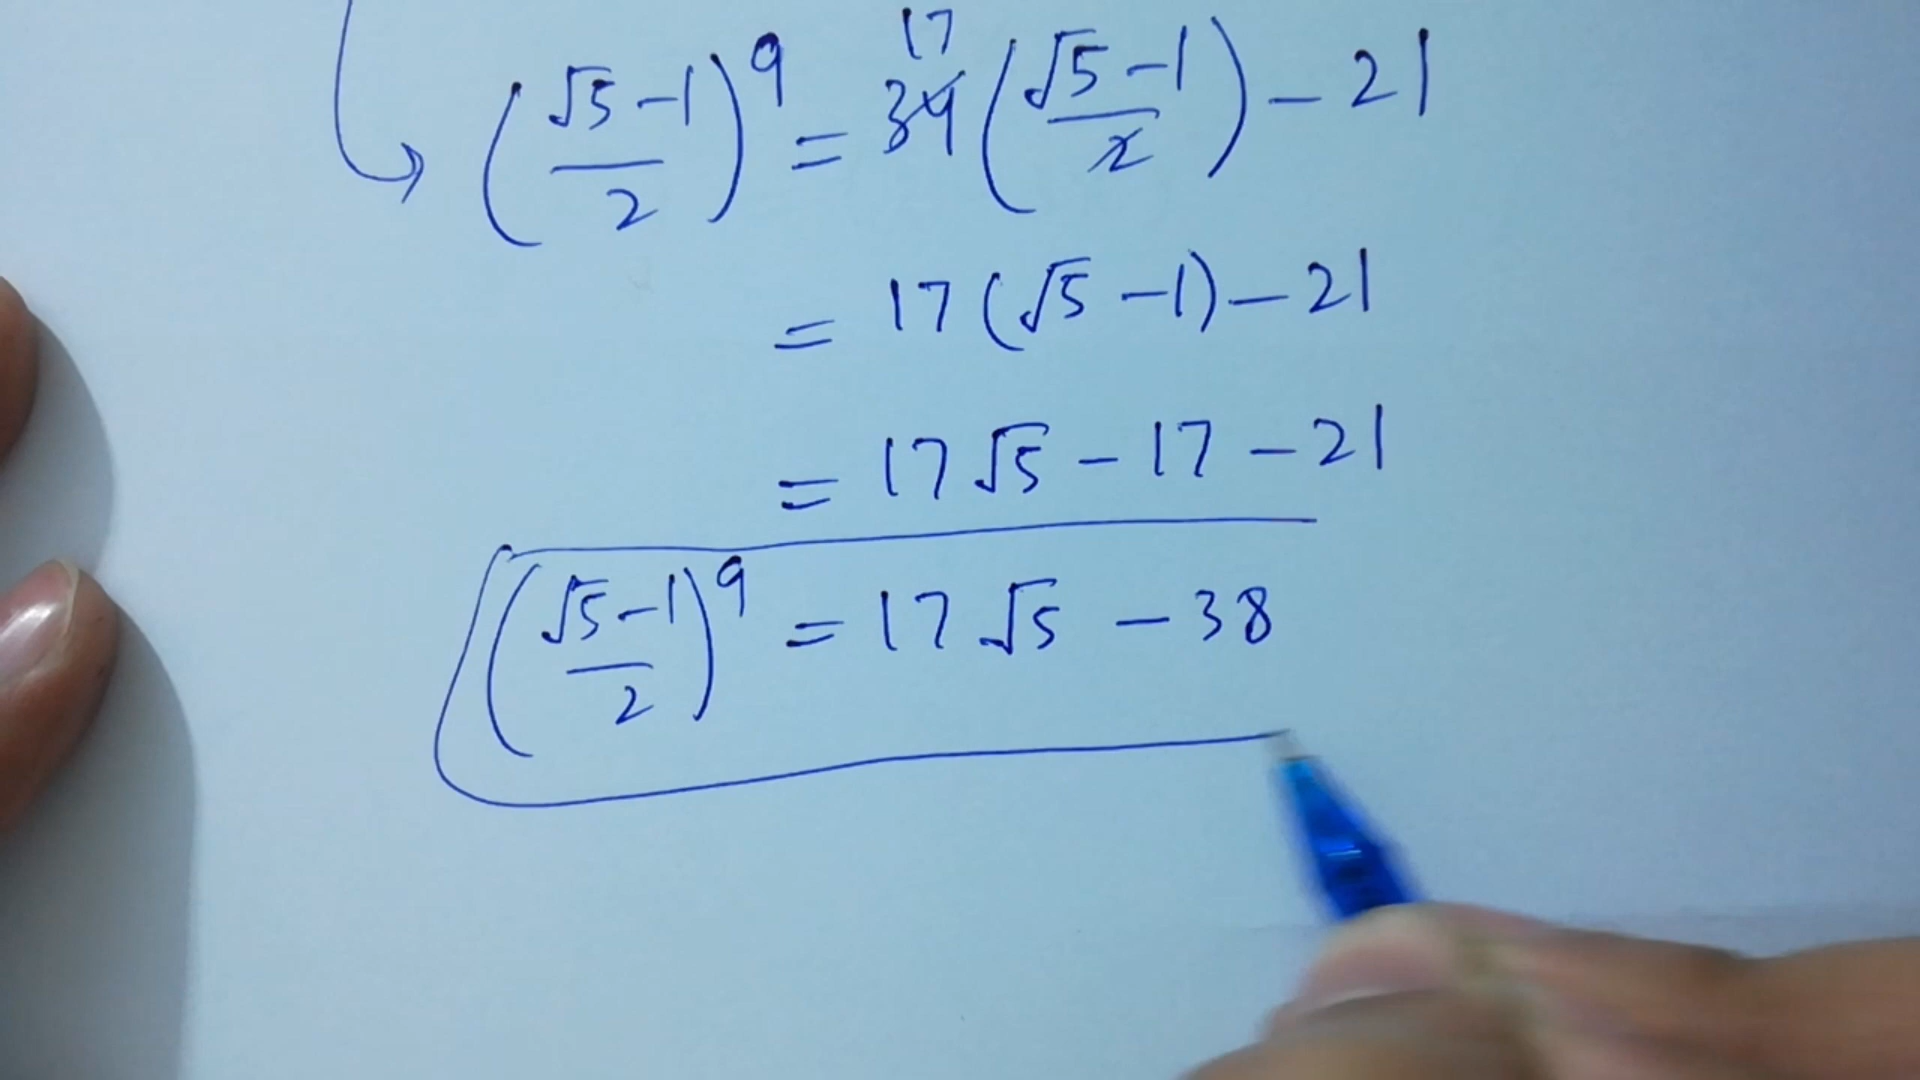 (√5-1/2)^9 = 34 17 (√5-1/2) - 21
= 17(√5-1) - 21
= 17√5 - 17 - 21
(√5-1/2)^9 = 17√5 - 38